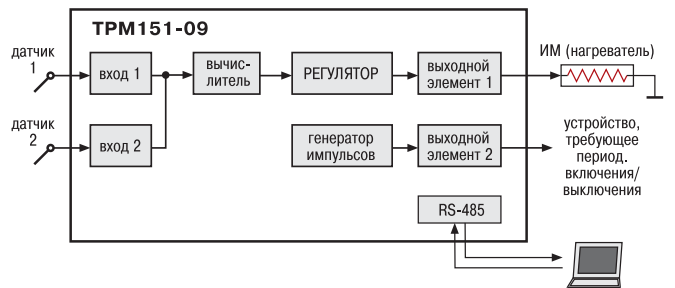 ТРМ151-09
датчик
1
вход 1
вычис-
литель
РЕГУЛЯТОР
выходной
элемент 1
ИМ (нагреватель)
датчик
2
вход 2
генератор
импульсов
выходной
элемент 2
устройство,
требующее
период.
включения/
выключения
RS-485